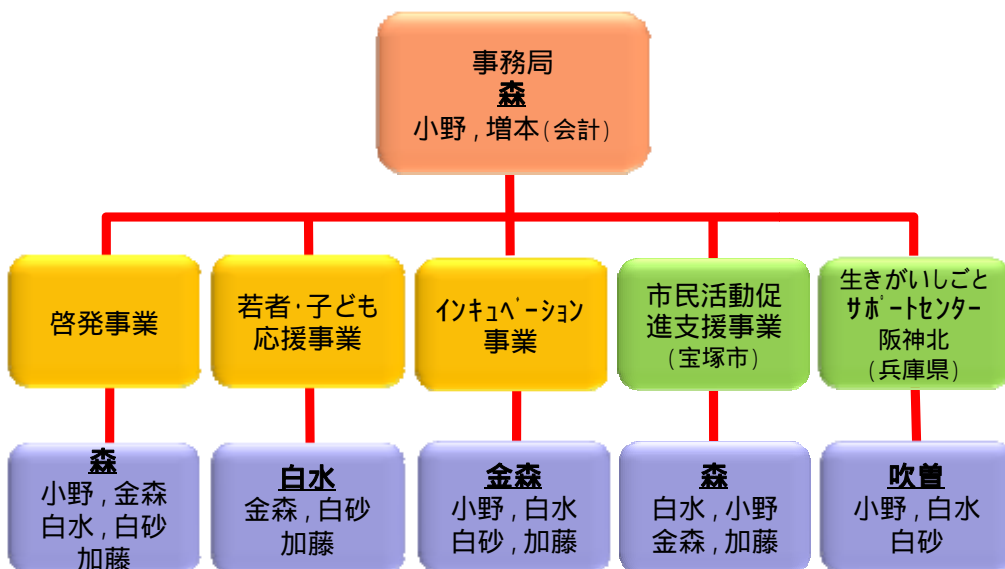 事務局
森
小野,増本(会計)
啓発事業
若者・子ども
応援事業
インキュベーション
事業
市民活動促
進支援事業
(宝塚市)
生きがいしごと
サポートセンター
阪神北
(兵庫県)
森
小野,金森
白水,白砂
加藤
白水
金森,白砂
加藤
金森
小野,白水
白砂,加藤
森
白水,小野
金森,加藤
吹曽
小野,白水
白砂